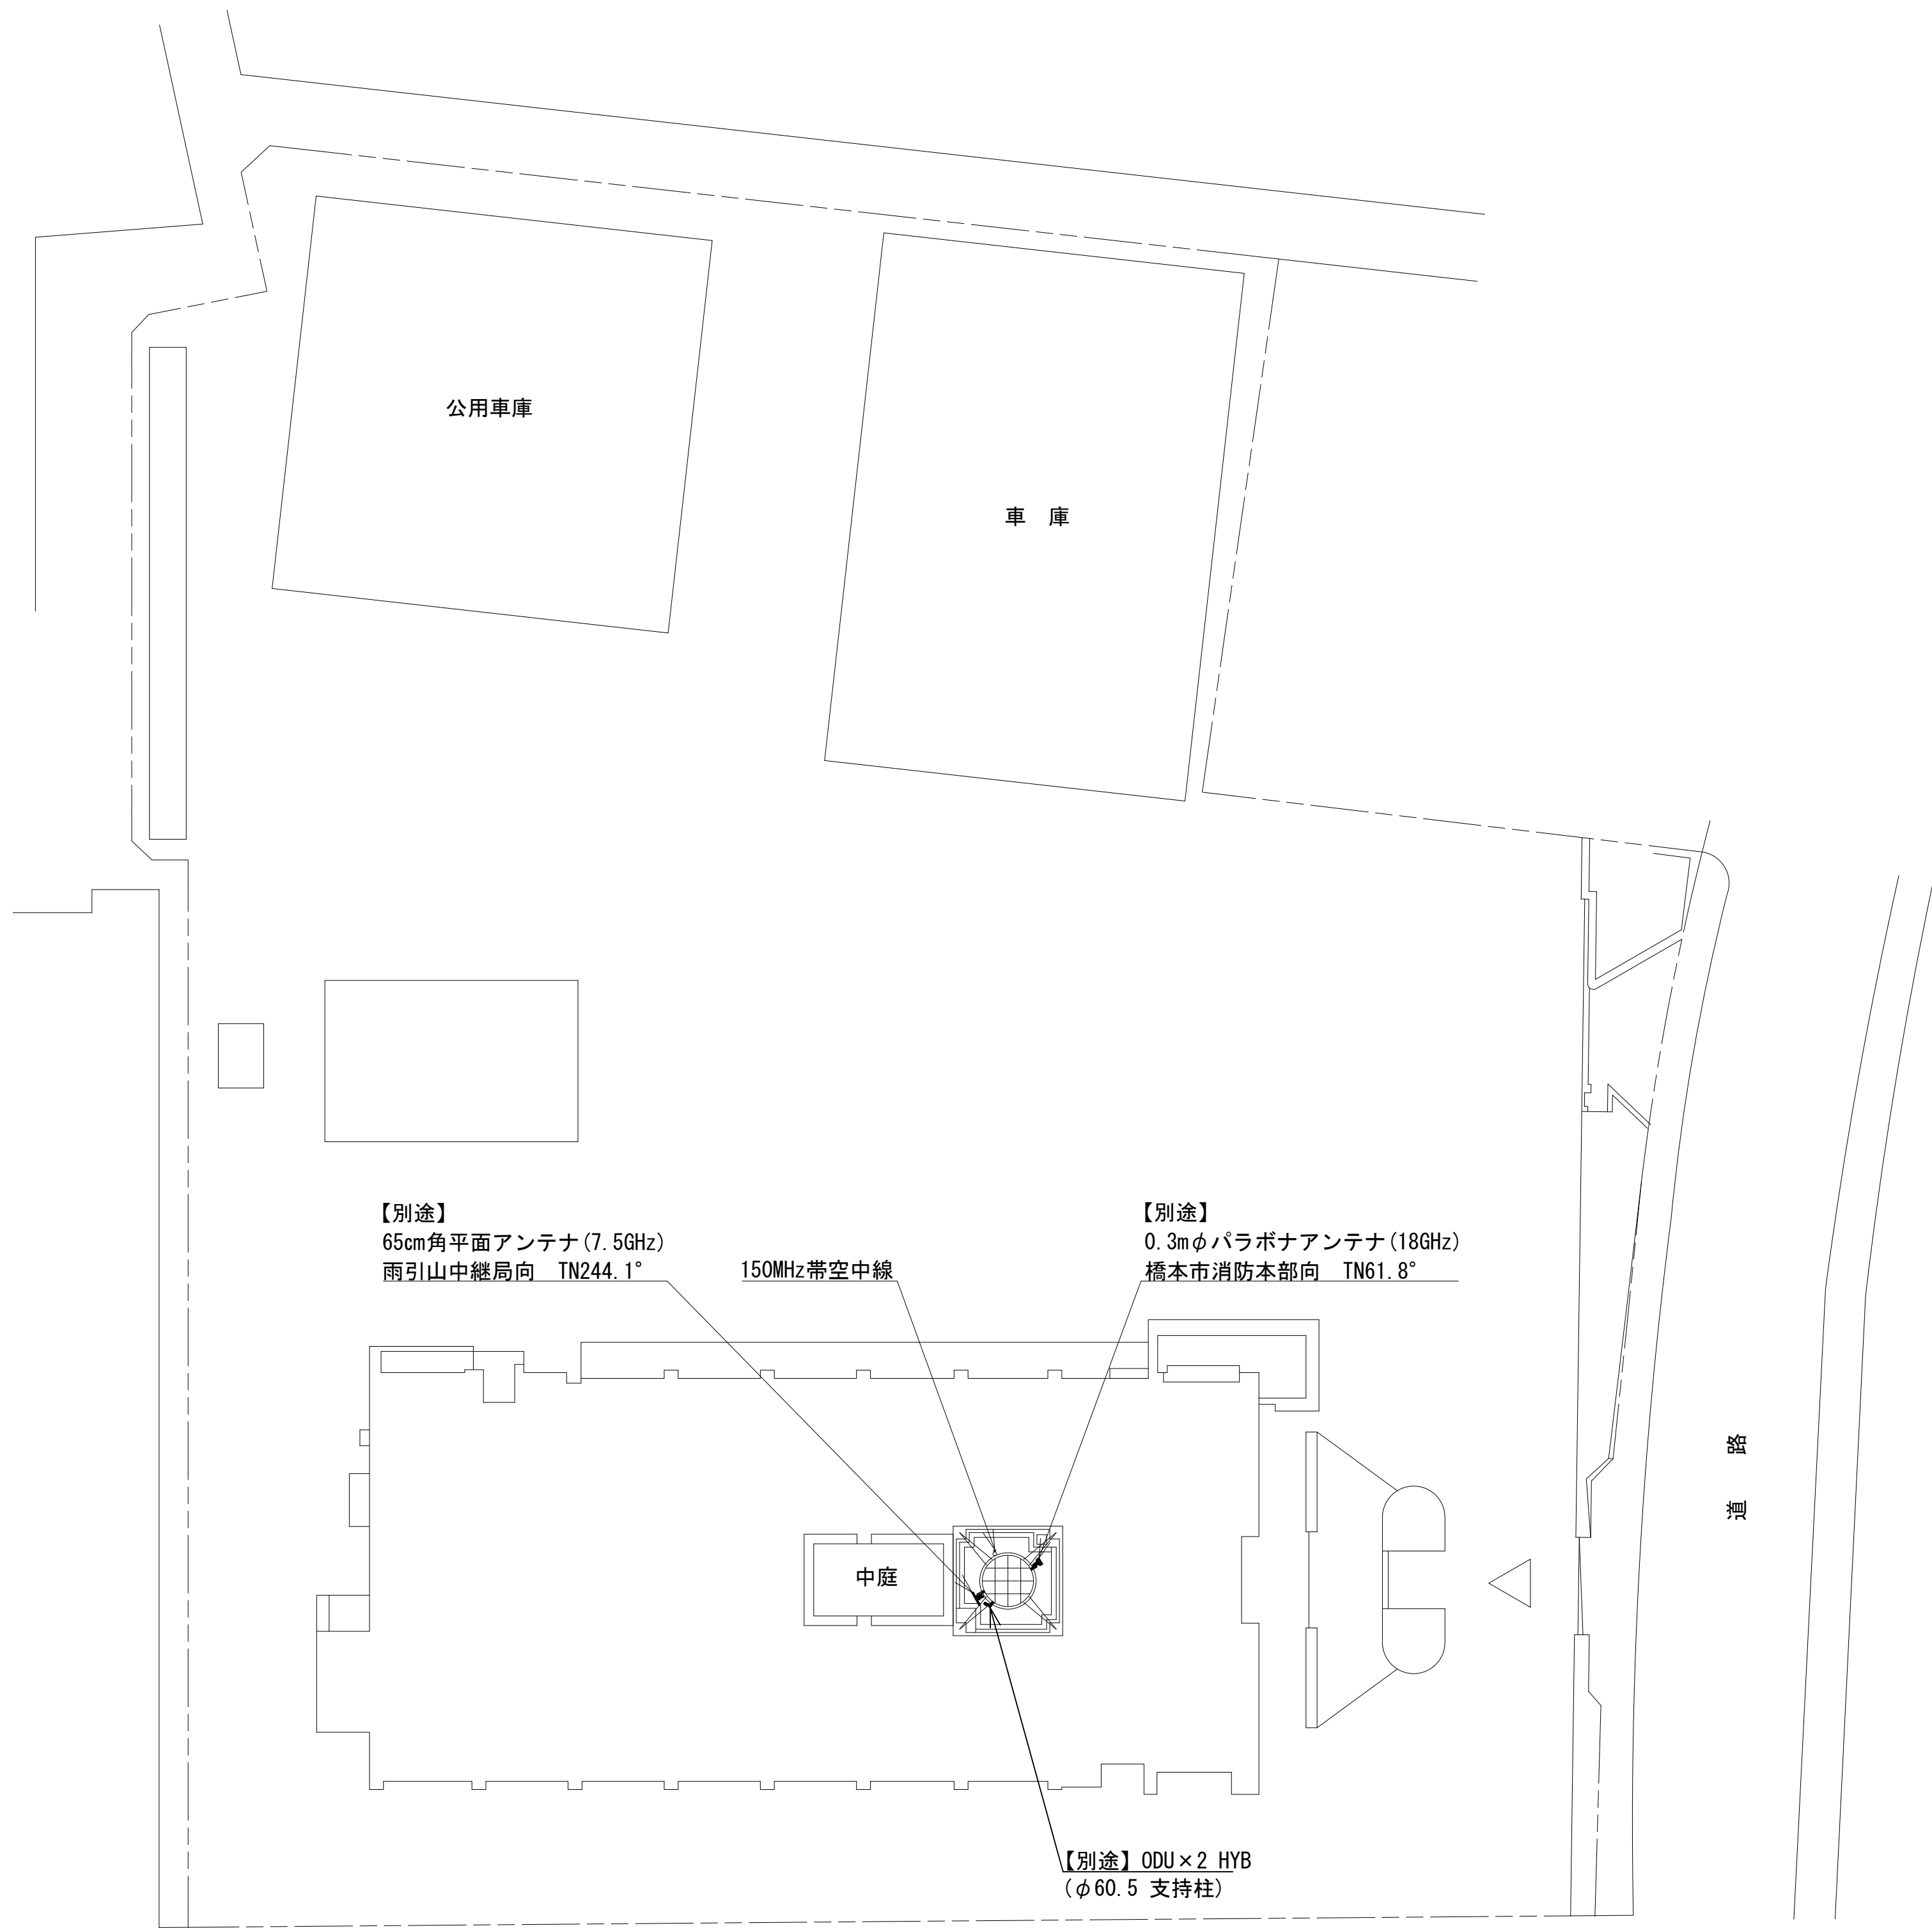 公用車庫
車　庫
【別途】
65cm角平面アンテナ(7.5GHz)
雨引山中継局向　TN244.1°
150MHz帯空中線
【別途】
0.3mφパラボナアンテナ(18GHz)
橋本市消防本部向　TN61.8°
中庭
道　路
【別途】ODU×2 HYB
(φ60.5 支持柱)